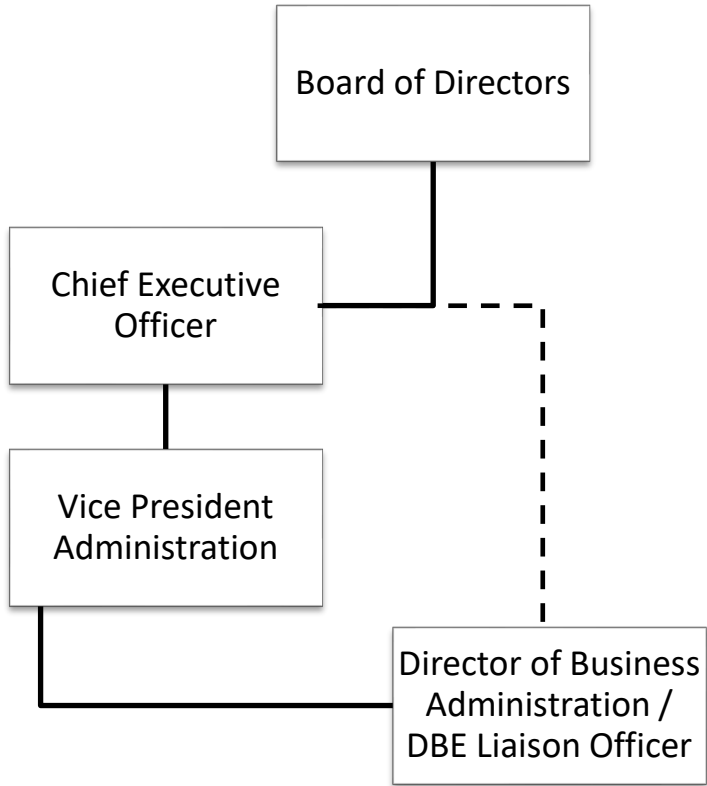 Board of Directors
Chief Executive
Officer
Vice President
Administration
Director of Business
Administration /
DBE Liaison Officer